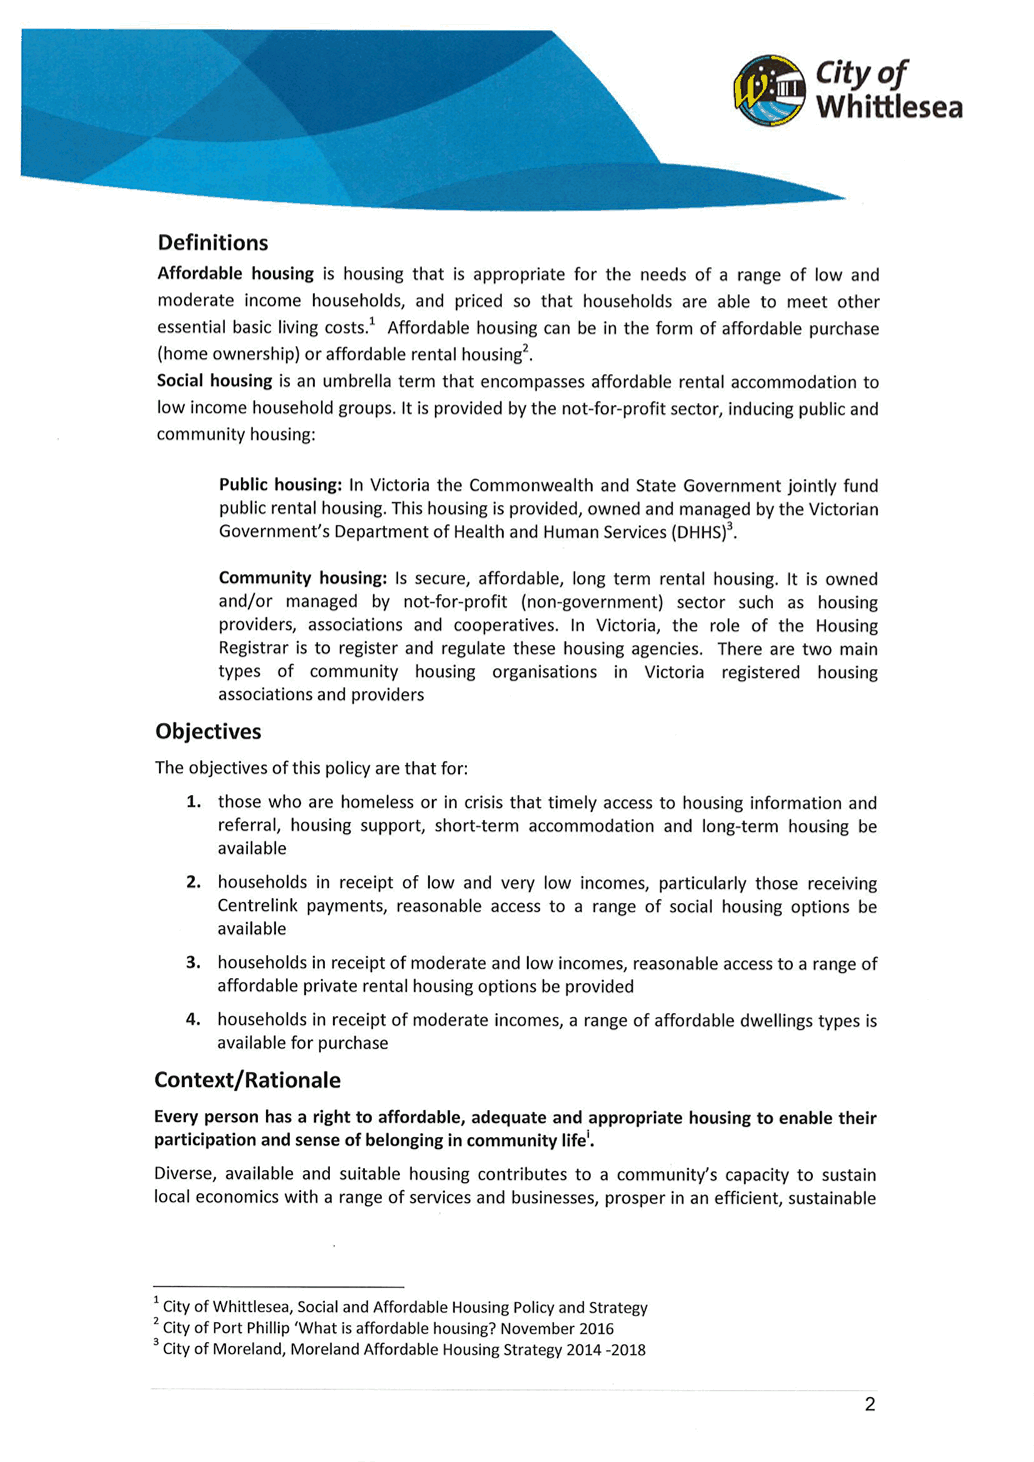 City of
Whittlesea
Definitions
Affordable housing is housing that is appropriate for the needs of a range of low and
moderate income households, and priced so that households are able to meet other
essential basic living costs.¹ Affordable housing can be in the form of affordable purchase
(home ownership) or affordable rental housing².
Social housing is an umbrella term that encompasses affordable rental accommodation to
low income household groups. It is provided by the not-for-profit sector, inducing public and
community housing:
Public housing: In Victoria the Commonwealth and State Government jointly fund
public rental housing. This housing is provided, owned and managed by the Victorian
Government's Department of Health and Human Services (DHHS)³.
Community housing: Is secure, affordable, long term rental housing. It is owned
and/or managed by not-for-profit (non-government) sector such as housing
providers, associations and cooperatives. In Victoria, the role of the Housing
Registrar is to register and regulate these housing agencies. There are two main
types of community housing organisations in Victoria registered housing
associations and providers
Objectives
The objectives of this policy are that for:
1. those who are homeless or in crisis that timely access to housing information and
referral, housing support, short-term accommodation and long-term housing be
available
2. households in receipt of low and very low incomes, particularly those receiving
Centrelink payments, reasonable access to a range of social housing options be
available
3. households in receipt of moderate and low incomes, reasonable access to a range of
affordable private rental housing options be provided
4. households in receipt of moderate incomes, a range of affordable dwellings types is
available for purchase
Context/Rationale
Every person has a right to affordable, adequate and appropriate housing to enable their
participation and sense of belonging in community lifeⁱ.
Diverse, available and suitable housing contributes to a community's capacity to sustain
local economics with a range of services and businesses, prosper in an efficient, sustainable
¹ City of Whittlesea, Social and Affordable Housing Policy and Strategy
² City of Port Phillip 'What is affordable housing? November 2016
³ City of Moreland, Moreland Affordable Housing Strategy 2014 -2018
2